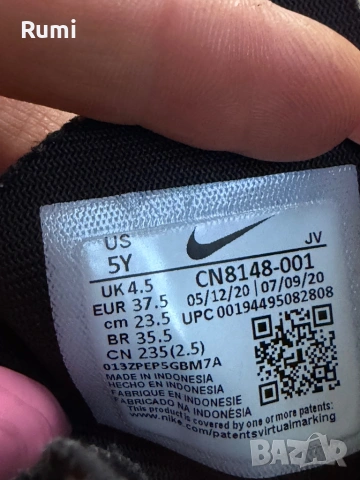 Rumi
US
5Y
JV
UK 4.5
EUR 37.5
cm 23.5
BR 35.5
CN 235(2.5)
CN8148-001
05/12/20 | 07/09/20
UPC 00194495082808
013ZPEP5GBM7A
MADE IN INDONESIA
HECHO EN INDONESIA
FABRIQUÉ EN INDONESIE
FABRICADO NA INDONÉSIA
This product is covered by one or more patents:
www.nike.com/patentsvirtualmarking
bazar